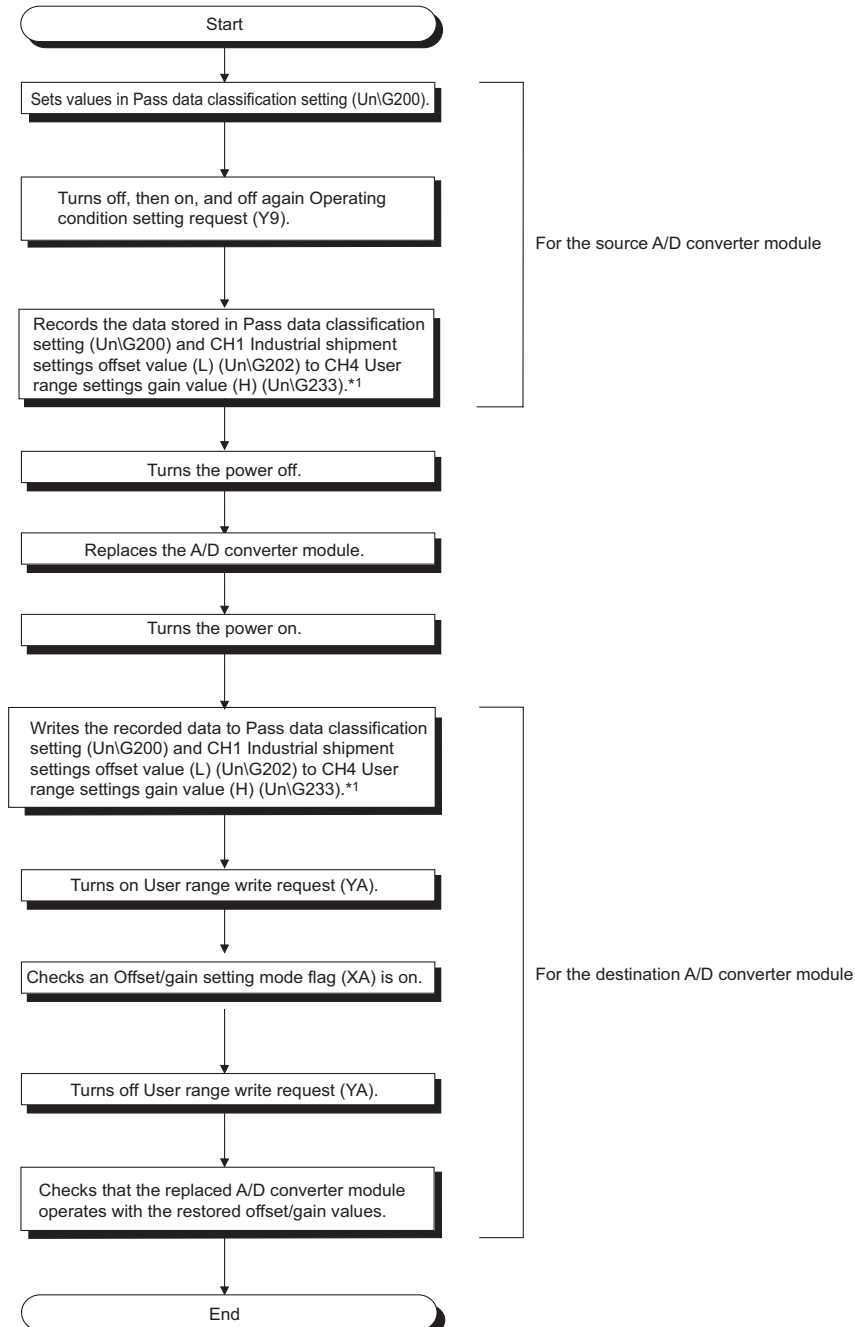 Start
Sets values in Pass data classification setting (Un\G200).
Turns off, then on, and off again Operating
condition setting request (Y9).
For the source A/D converter module
Records the data stored in Pass data classification
setting (Un\G200) and CH1 Industrial shipment
settings offset value (L) (Un\G202) to CH4 User
range settings gain value (H) (Un\G233).*1
Turns the power off.
Replaces the A/D converter module.
Turns the power on.
Writes the recorded data to Pass data classification
setting (Un\G200) and CH1 Industrial shipment
settings offset value (L) (Un\G202) to CH4 User
range settings gain value (H) (Un\G233).*1
Turns on User range write request (YA).
Checks an Offset/gain setting mode flag (XA) is on.
For the destination A/D converter module
Turns off User range write request (YA).
Checks that the replaced A/D converter module
operates with the restored offset/gain values.
End